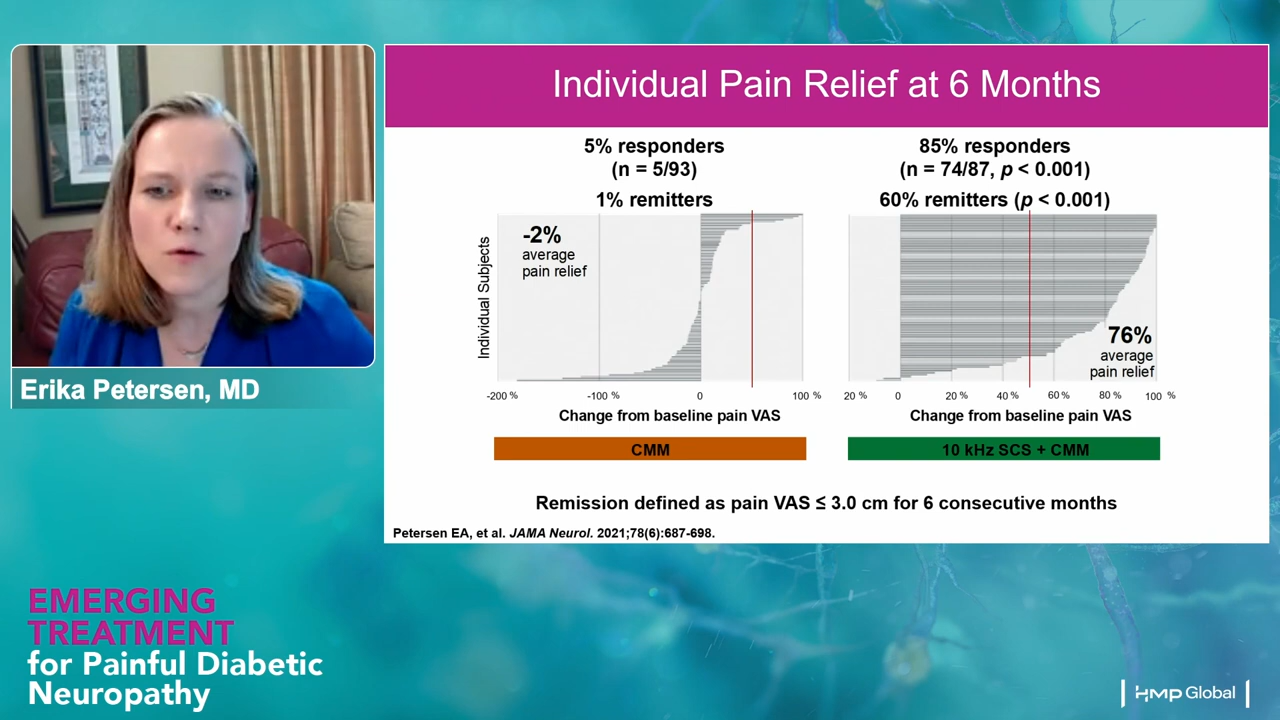 Individual Pain Relief at 6 Months
5% responders
(n = 5/93)
1% remitters
85% responders
(n = 74/87, p < 0.001)
60% remitters (p < 0.001)
Individual Subjects
-2%
average
pain relief
76%
average
pain relief
-200 % -100 % 0 100 %
20 % 0 20 % 40 % 60 % 80 % 100 %
Change from baseline pain VAS
Change from baseline pain VAS
CMM
10 kHz SCS + CMM
Remission defined as pain VAS ≤ 3.0 cm for 6 consecutive months
Petersen EA, et al. JAMA Neurol. 2021;78(6):687-698.
Erika Petersen, MD
EMERGING
TREATMENT
for Painful Diabetic
Neuropathy
HMP Global